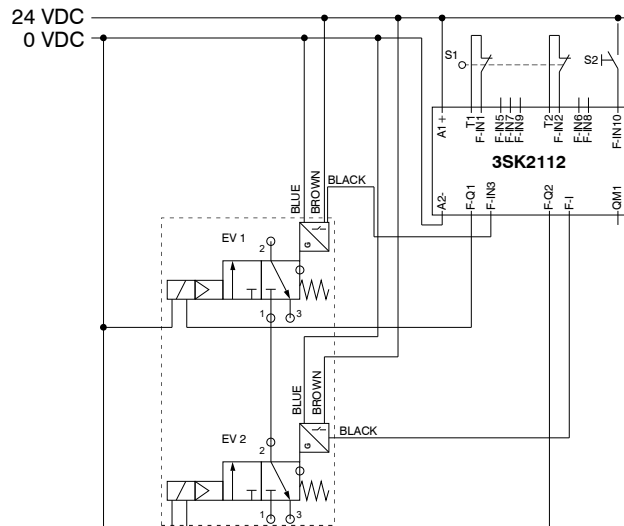 24 VDC
0 VDC
S1
S2
A1 +
T1
F-IN1
F-IN5
F-IN7
F-IN9
T2
F-IN2
F-IN6
F-IN8
F-IN10
3SK2112
A2-
F-Q1
F-IN3
F-Q2
F-I
QM1
BLUE
BROWN
BLACK
EV 1
2
G
1
3
BLUE
BROWN
BLACK
EV 2
2
G
1
3